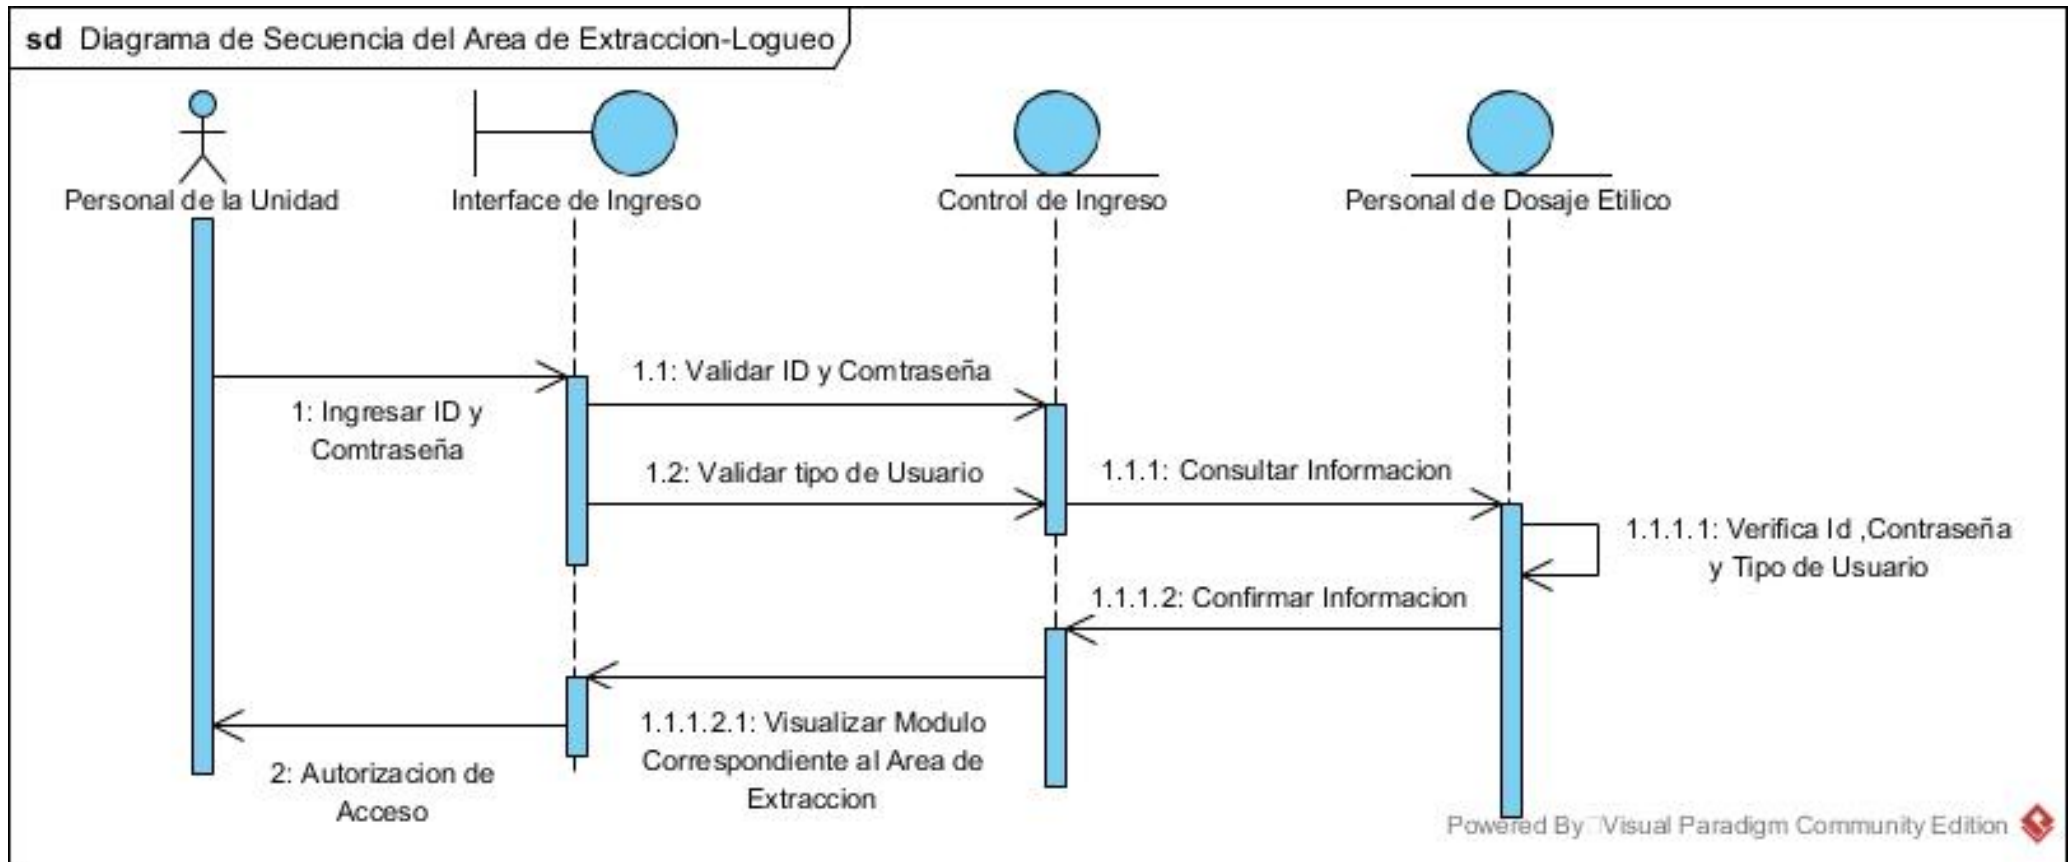 sd Diagrama de Secuencia del Area de Extraccion-Logueo
Personal de la Unidad
Interface de Ingreso
Control de Ingreso
Personal de Dosaje Etilico
1: Ingresar ID y
Comtraseña
1.1: Validar ID y Comtraseña
1.2: Validar tipo de Usuario
1.1.1: Consultar Informacion
1.1.1.1: Verifica Id ,Contraseña
y Tipo de Usuario
1.1.1.2: Confirmar Informacion
1.1.1.2.1: Visualizar Modulo
Correspondiente al Area de
Extraccion
2: Autorizacion de
Acceso
Powered By Visual Paradigm Community Edition